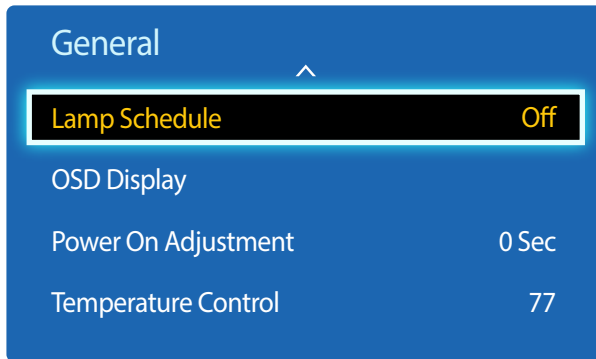 General
Lamp Schedule Off
OSD Display
Power On Adjustment 0 Sec
Temperature Control 77